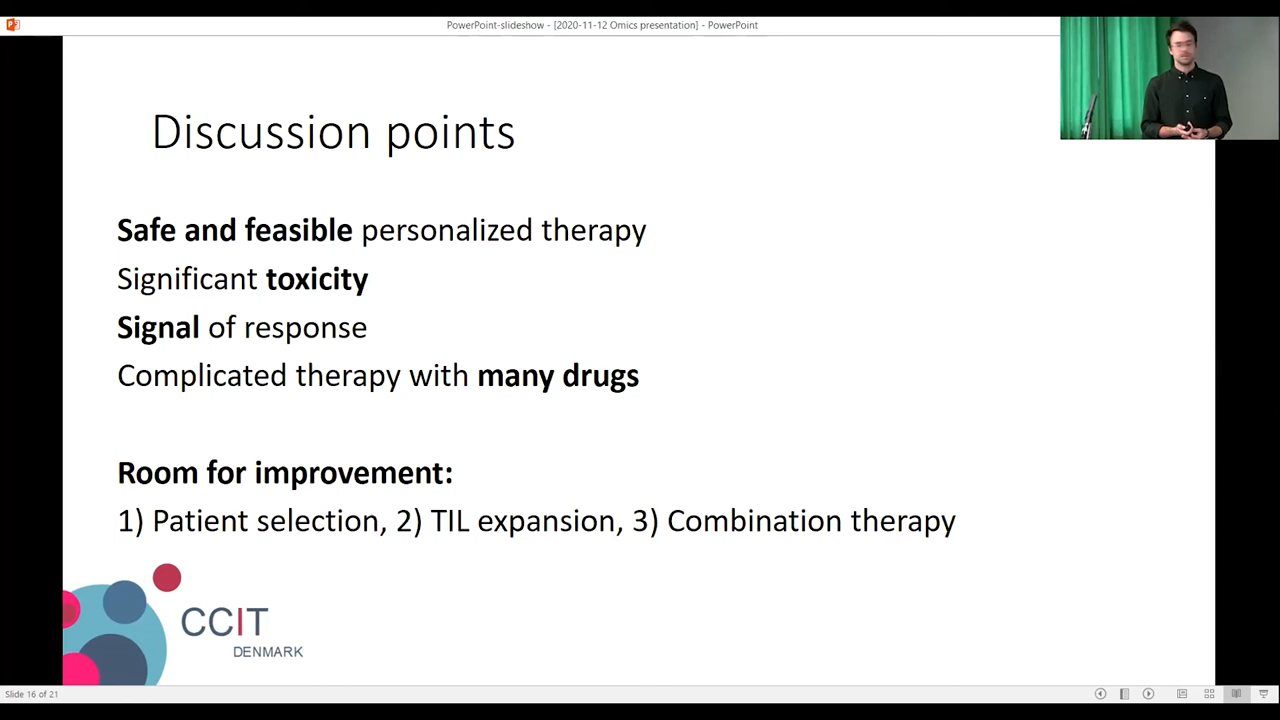 PowerPoint-slideshow - [2020-11-12 Omics presentation] - PowerPoint
Discussion points
Safe and feasible personalized therapy
Significant toxicity
Signal of response
Complicated therapy with many drugs
Room for improvement:
1) Patient selection, 2) TIL expansion, 3) Combination therapy
CCIT
DENMARK
Slide 16 of 21